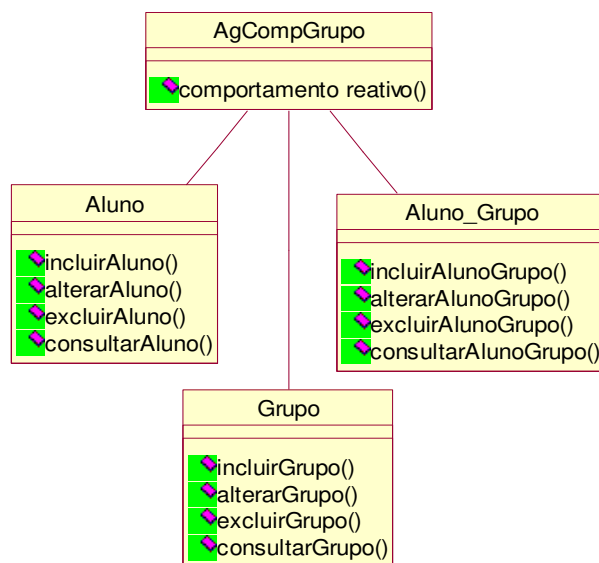 AgCompGrupo
comportamento reativo()
Aluno
incluirAluno()
alterarAluno()
excluirAluno()
consultarAluno()
Aluno_Grupo
incluirAlunoGrupo()
alterarAlunoGrupo()
excluirAlunoGrupo()
consultarAlunoGrupo()
Grupo
incluirGrupo()
alterarGrupo()
excluirGrupo()
consultarGrupo()